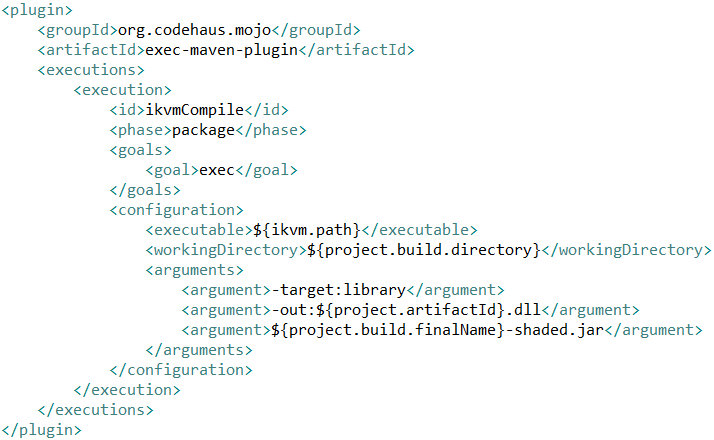 <plugin>
    <groupId>org.codehaus.mojo</groupId>
    <artifactId>exec-maven-plugin</artifactId>
    <executions>
        <execution>
            <id>ikvmCompile</id>
            <phase>package</phase>
            <goals>
                <goal>exec</goal>
            </goals>
            <configuration>
                <executable>${ikvm.path}</executable>
                <workingDirectory>${project.build.directory}</workingDirectory>
                <arguments>
                    <argument>-target:library</argument>
                    <argument>-out:${project.artifactId}.dll</argument>
                    <argument>${project.build.finalName}-shaded.jar</argument>
                </arguments>
            </configuration>
        </execution>
    </executions>
</plugin>